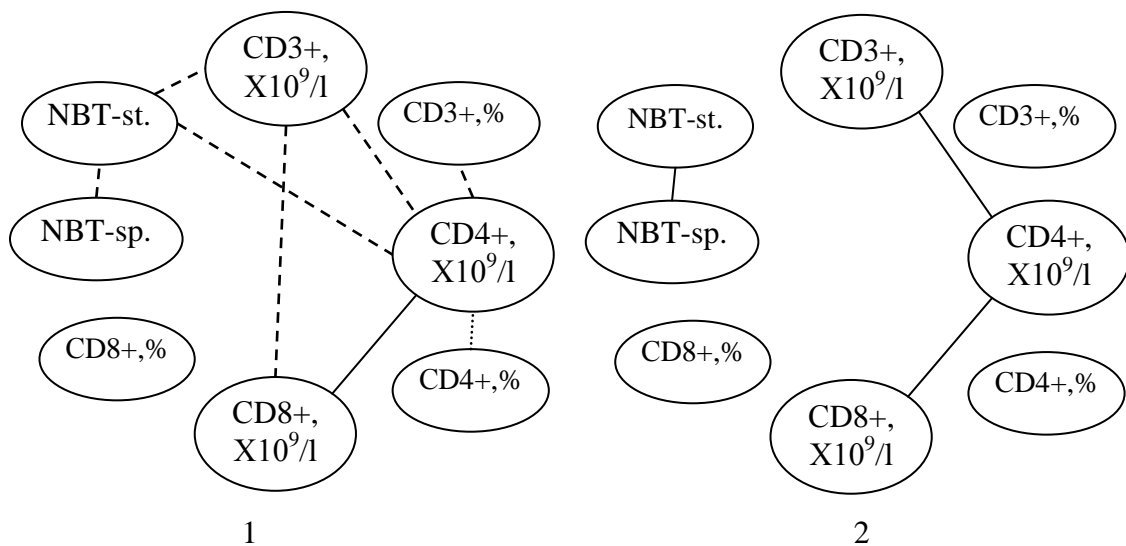 CD3+,
X10⁹/l
NBT-st.
CD3+,%
NBT-sp.
CD4+,
X10⁹/l
CD8+,%
CD4+,%
CD8+,
X10⁹/l
1
CD3+,
X10⁹/l
NBT-st.
CD3+,%
NBT-sp.
CD4+,
X10⁹/l
CD8+,%
CD4+,%
CD8+,
X10⁹/l
2